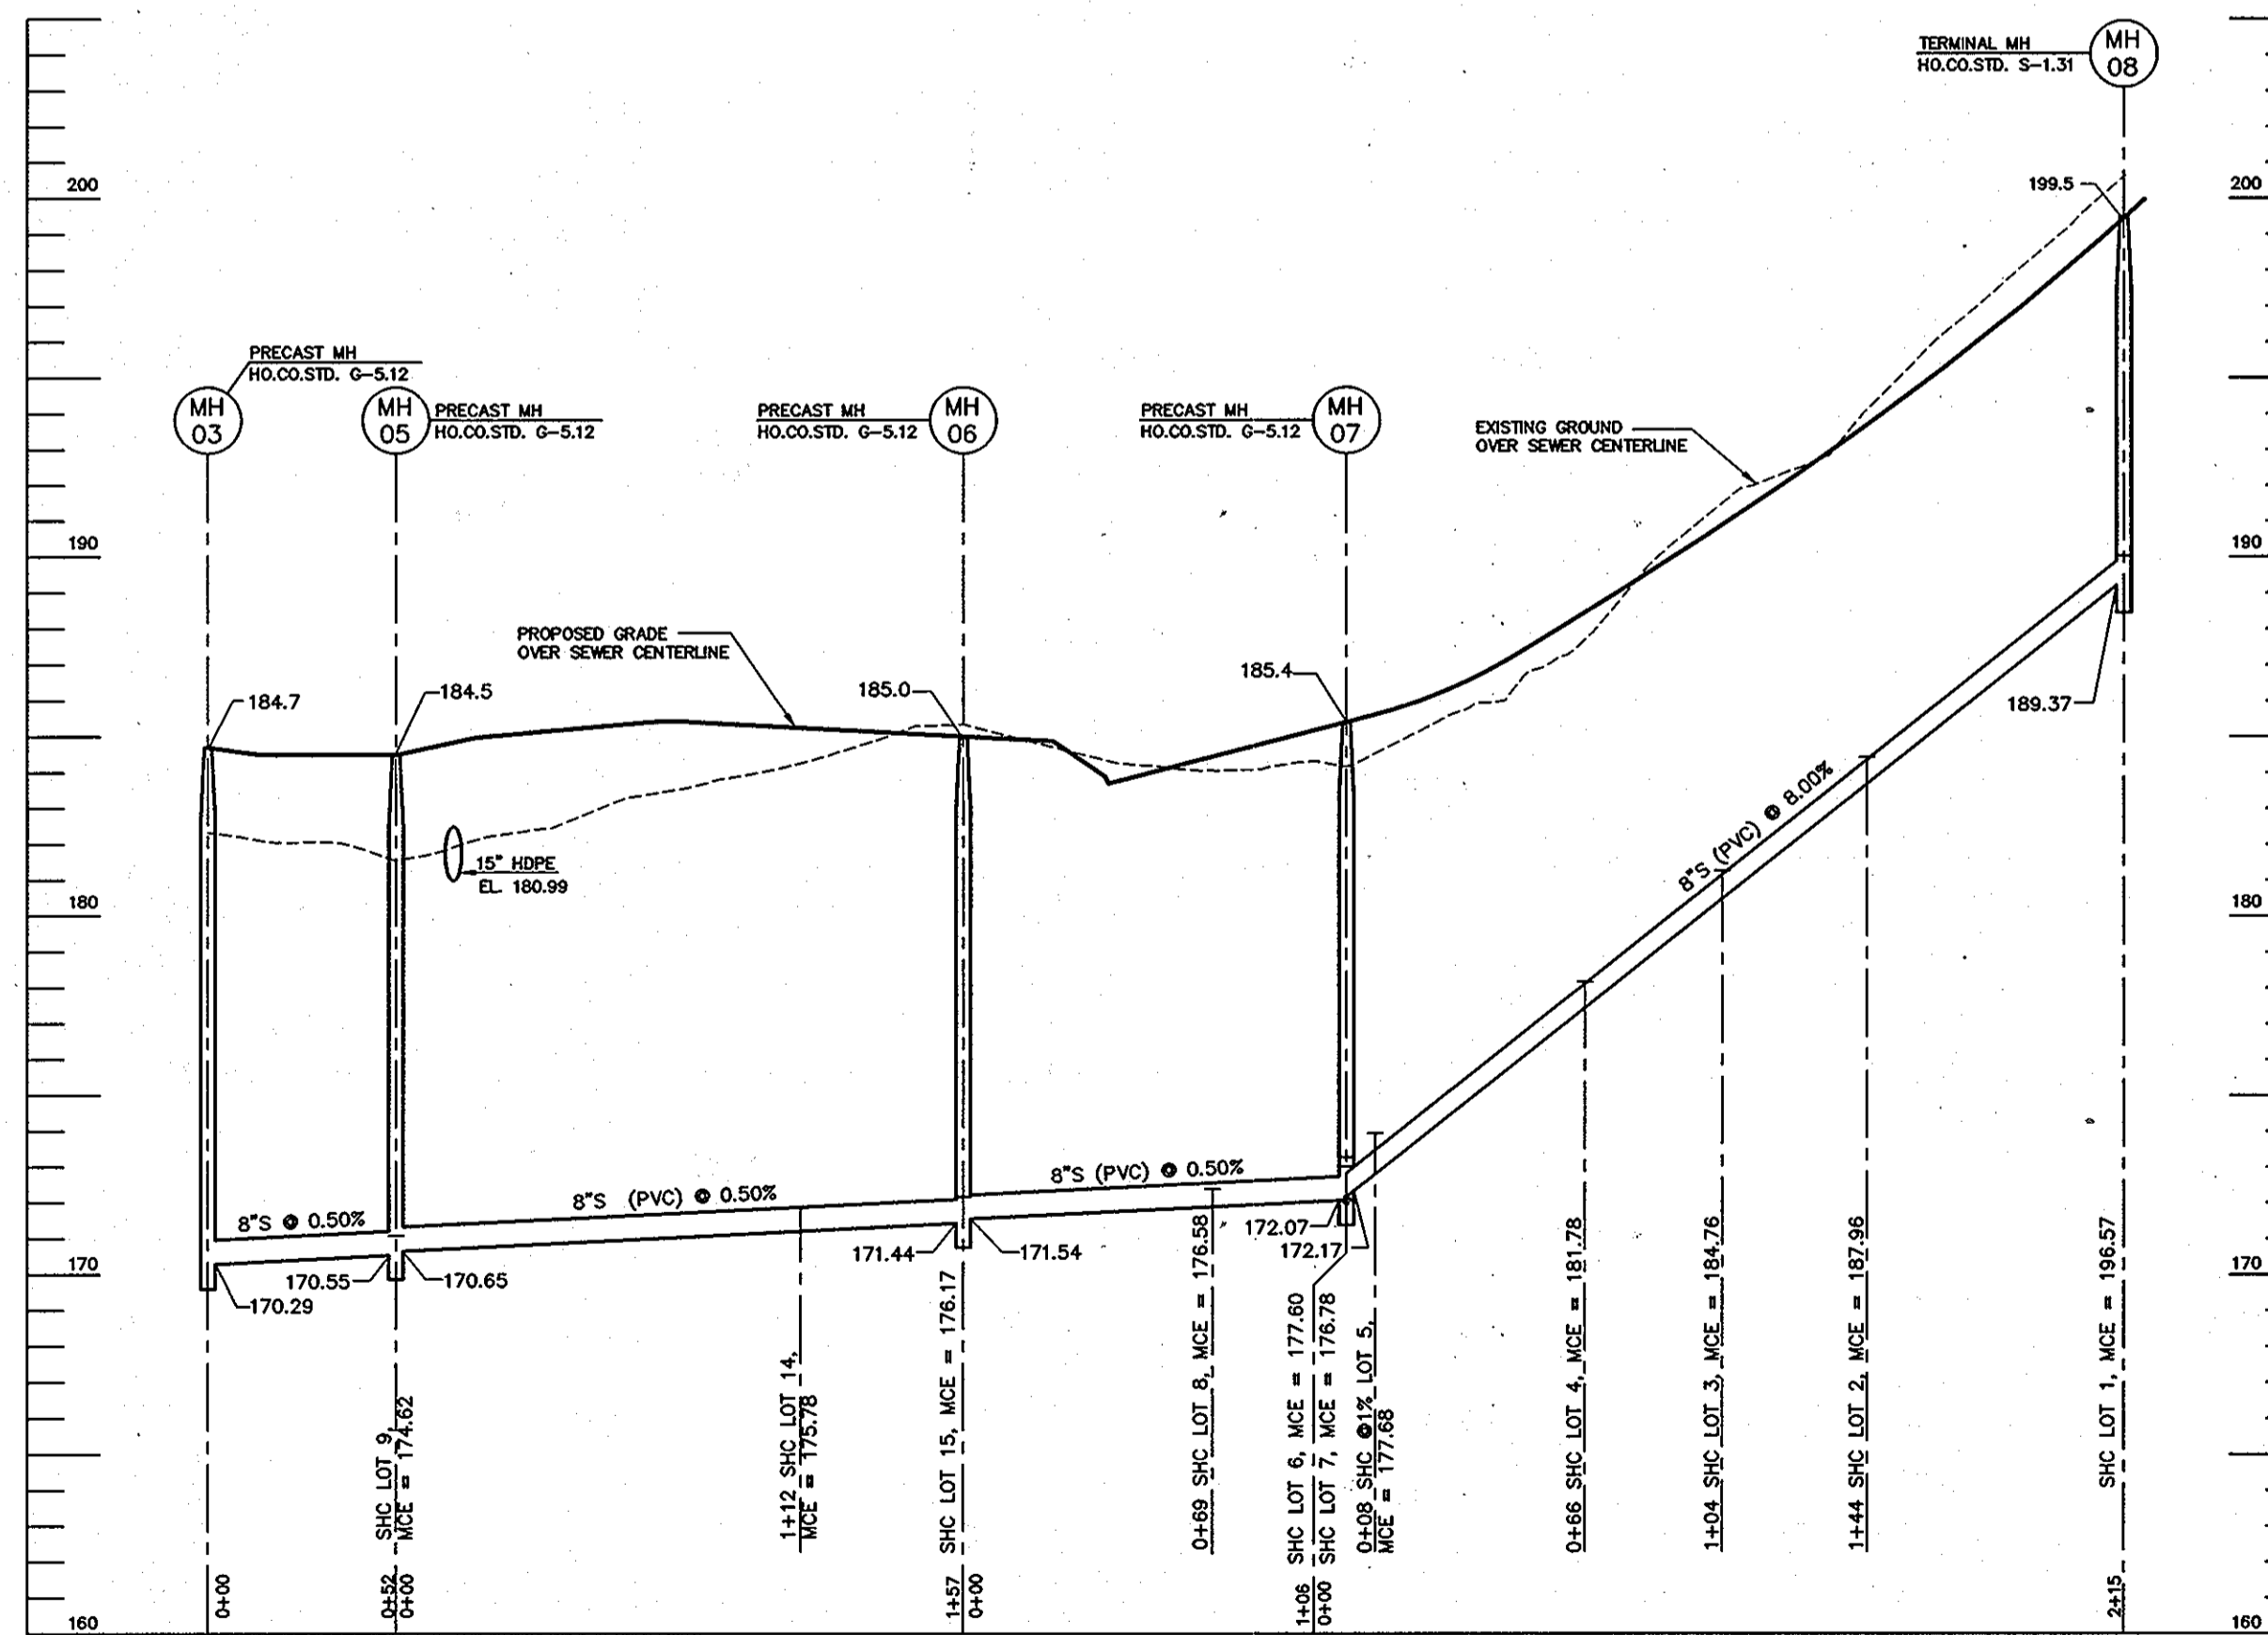 TERMINAL MH
HO.CO.STD. S-1.31
MH
08
200
199.5
200
PRECAST MH
HO.CO.STD. G-5.12
MH
03
MH
05
PRECAST MH
HO.CO.STD. G-5.12
PRECAST MH
HO.CO.STD. G-5.12
MH
06
PRECAST MH
HO.CO.STD. G-5.12
MH
07
EXISTING GROUND
OVER SEWER CENTERLINE
190
190
PROPOSED GRADE
OVER SEWER CENTERLINE
184.7
184.5
185.0
185.4
189.37
15" HDPE
EL. 180.99
8"S (PVC) @ 8.00%
180
180
8"S @ 0.50%
8"S (PVC) @ 0.50%
8"S (PVC) @ 0.50%
170
170.29
170.55
170.65
171.44
171.54
172.07
172.17
170
SHC LOT 9,
MCE = 174.62
1+12 SHC LOT 14,
MCE = 175.78
SHC LOT 15, MCE = 176.17
0+69 SHC LOT 8, MCE = 176.58
SHC LOT 6, MCE = 177.60
SHC LOT 7, MCE = 176.78
0+08 SHC @1% LOT 5,
MCE = 177.68
0+66 SHC LOT 4, MCE = 181.78
1+04 SHC LOT 3, MCE = 184.76
1+44 SHC LOT 2, MCE = 187.96
SHC LOT 1, MCE = 196.57
160
0+00
0+52
0+00
1+57
0+00
1+06
0+00
2+15
160